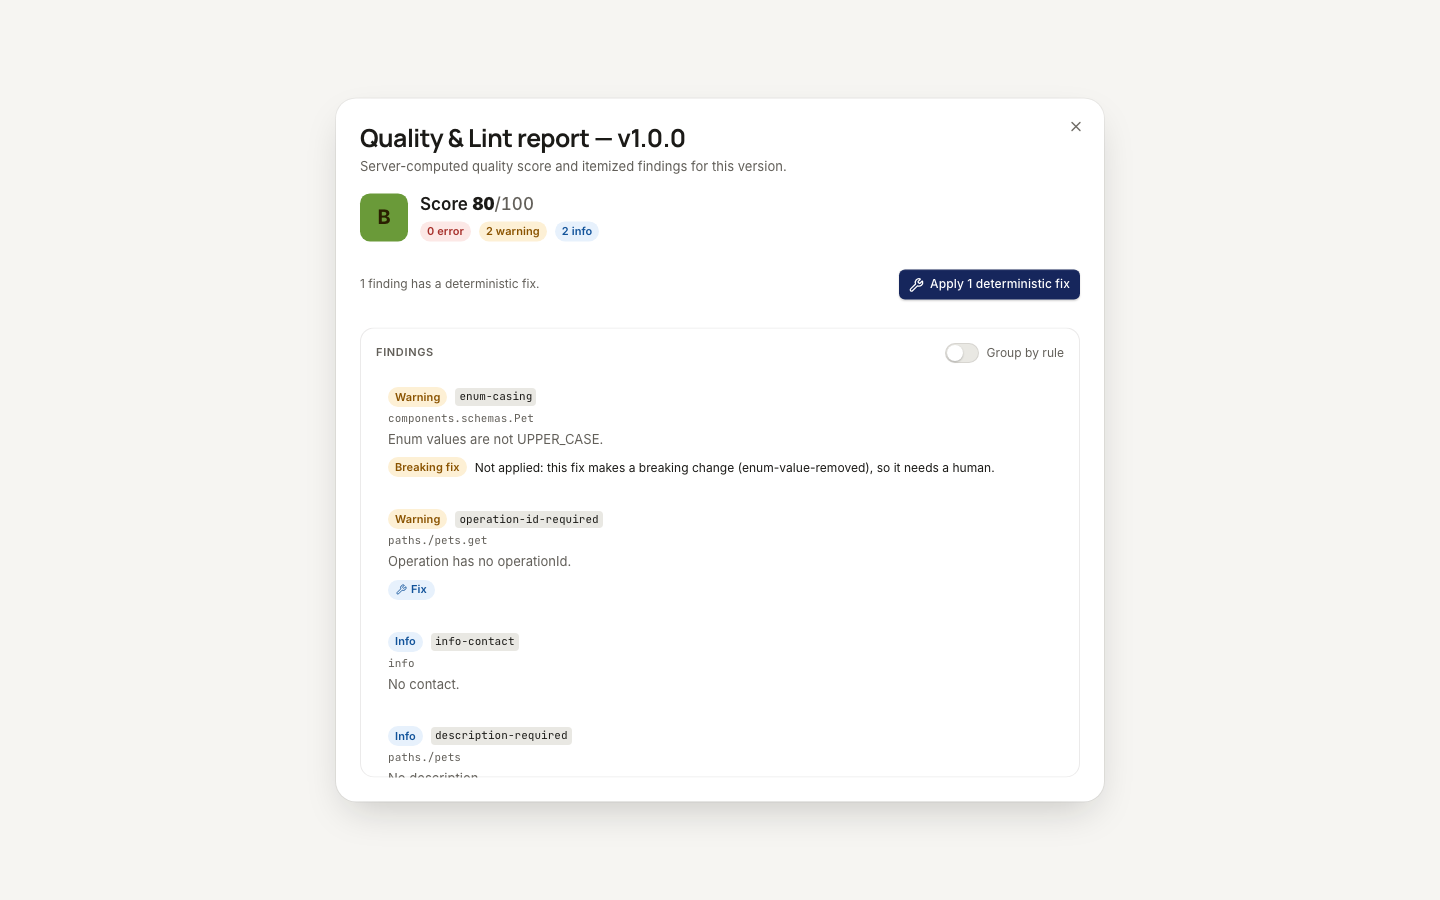 Quality & Lint report — v1.0.0
Server-computed quality score and itemized findings for this version.
B
Score 80/100
0 error 2 warning 2 info
1 finding has a deterministic fix.
Apply 1 deterministic fix
FINDINGS
Group by rule
Warning enum-casing
components.schemas.Pet
Enum values are not UPPER_CASE.
Breaking fix Not applied: this fix makes a breaking change (enum-value-removed), so it needs a human.
Warning operation-id-required
paths./pets.get
Operation has no operationId.
Fix
Info info-contact
info
No contact.
Info description-required
paths./pets
No description